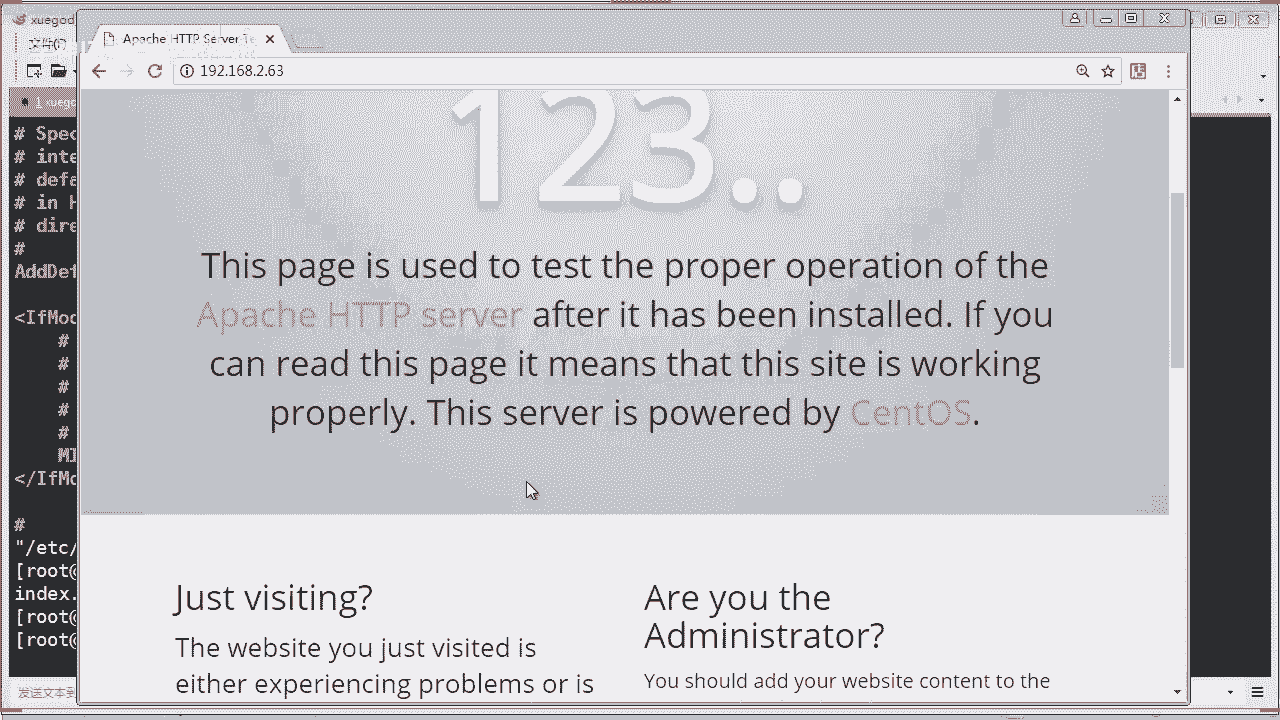 xuegod
文件(F)
Apache HTTP Server Te
192.168.2.63
123..
This page is used to test the proper operation of the
Apache HTTP server after it has been installed. If you
can read this page it means that this site is working
properly. This server is powered by CentOS.
Just visiting?
The website you just visited is
either experiencing problems or is
Are you the
Administrator?
You should add your website content to the
# Spec
# inte
# defa
# in H
# dire
#
AddDef
<IfMod
#
#
#
#
#
MI
</IfMod
#
"/etc/
[root@
index.
[root@
[root@
发送文本到